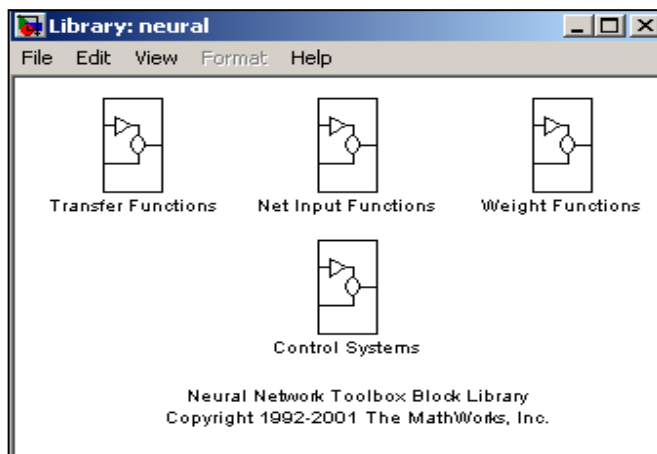 Library: neural
File Edit View Format Help
Transfer Functions Net Input Functions Weight Functions
Control Systems
Neural Network Toolbox Block Library
Copyright 1992-2001 The MathWorks, Inc.